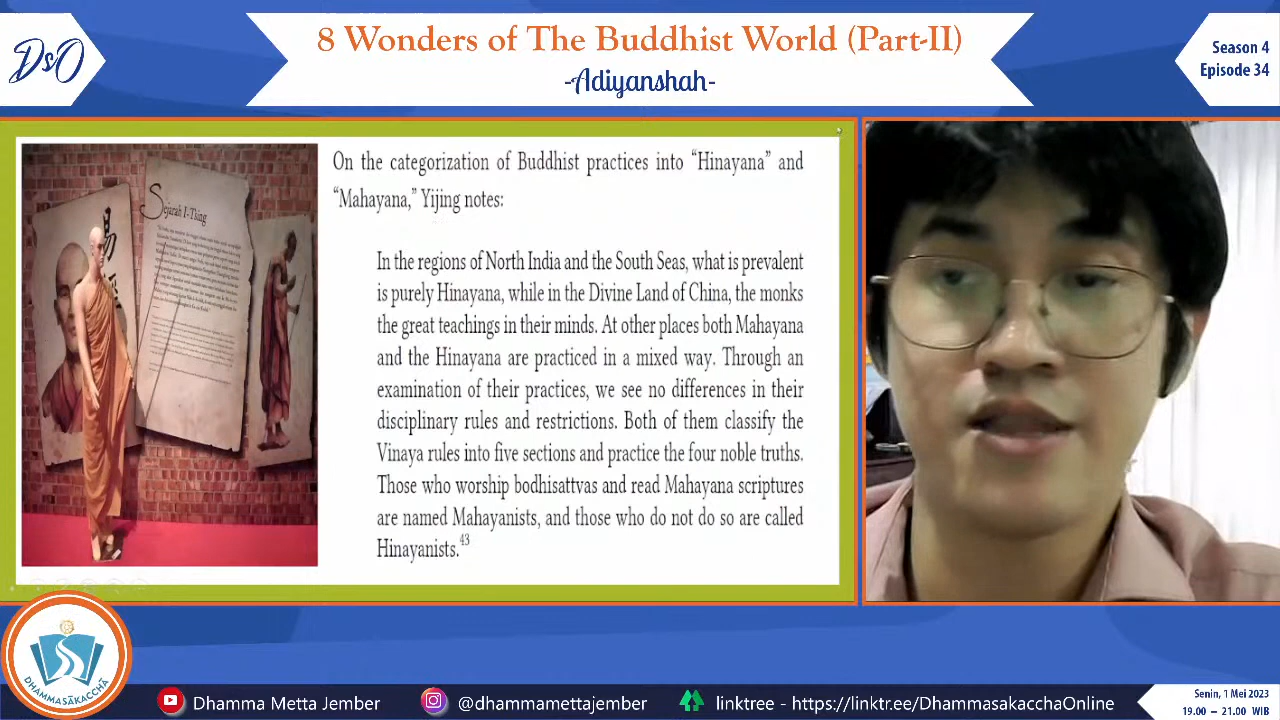 DsO
8 Wonders of The Buddhist World (Part-II)
-Adiyanshah-
Season 4
Episode 34
Sejarah I-Tsing
易
經
On the categorization of Buddhist practices into “Hinayana” and
“Mahayana,” Yijing notes:
In the regions of North India and the South Seas, what is prevalent
is purely Hinayana, while in the Divine Land of China, the monks
the great teachings in their minds. At other places both Mahayana
and the Hinayana are practiced in a mixed way. Through an
examination of their practices, we see no differences in their
disciplinary rules and restrictions. Both of them classify the
Vinaya rules into five sections and practice the four noble truths.
Those who worship bodhisattvas and read Mahayana scriptures
are named Mahayanists, and those who do not do so are called
Hinayanists.43
DHAMMASĀKACCHĀ
Dhamma Metta Jember
@dhammamettajember
linktree - https://linktr.ee/DhammasakacchaOnline
Senin, 1 Mei 2023
19.00 – 21.00 WIB